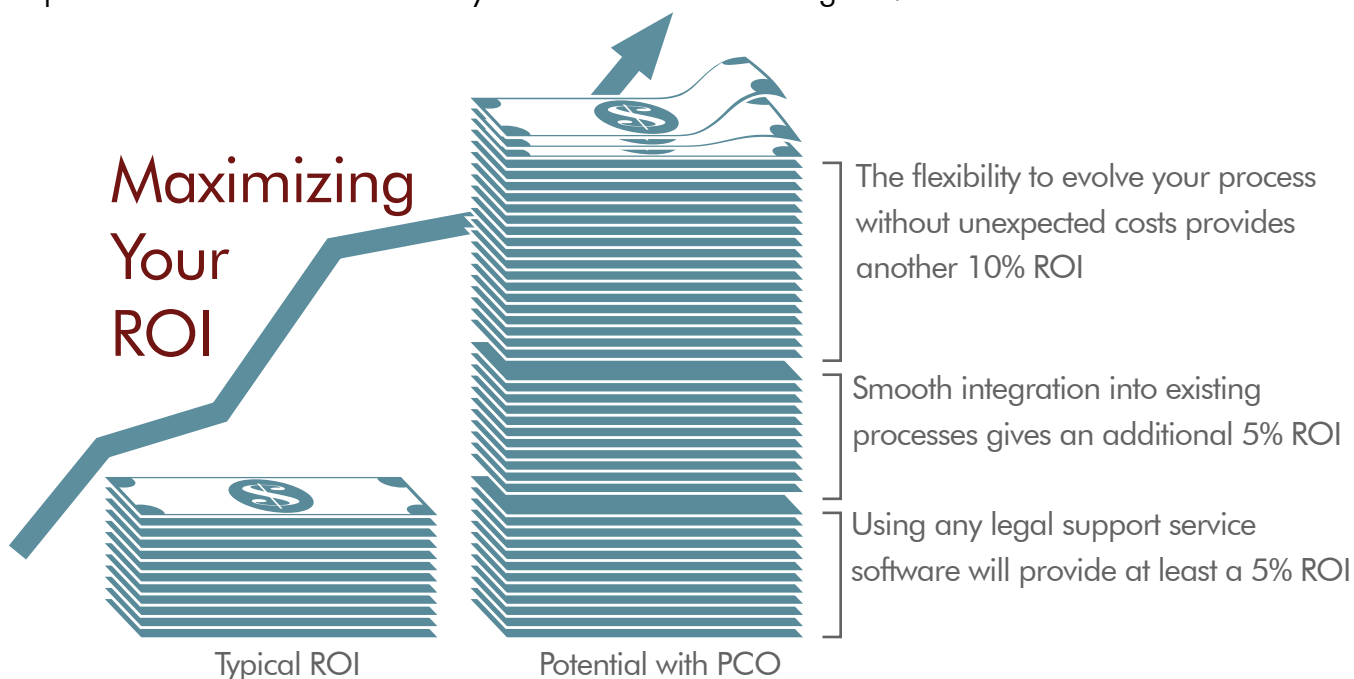 Maximizing
Your
ROI
The flexibility to evolve your process
without unexpected costs provides
another 10% ROI
Smooth integration into existing
processes gives an additional 5% ROI
Using any legal support service
software will provide at least a 5% ROI
Typical ROI
Potential with PCO